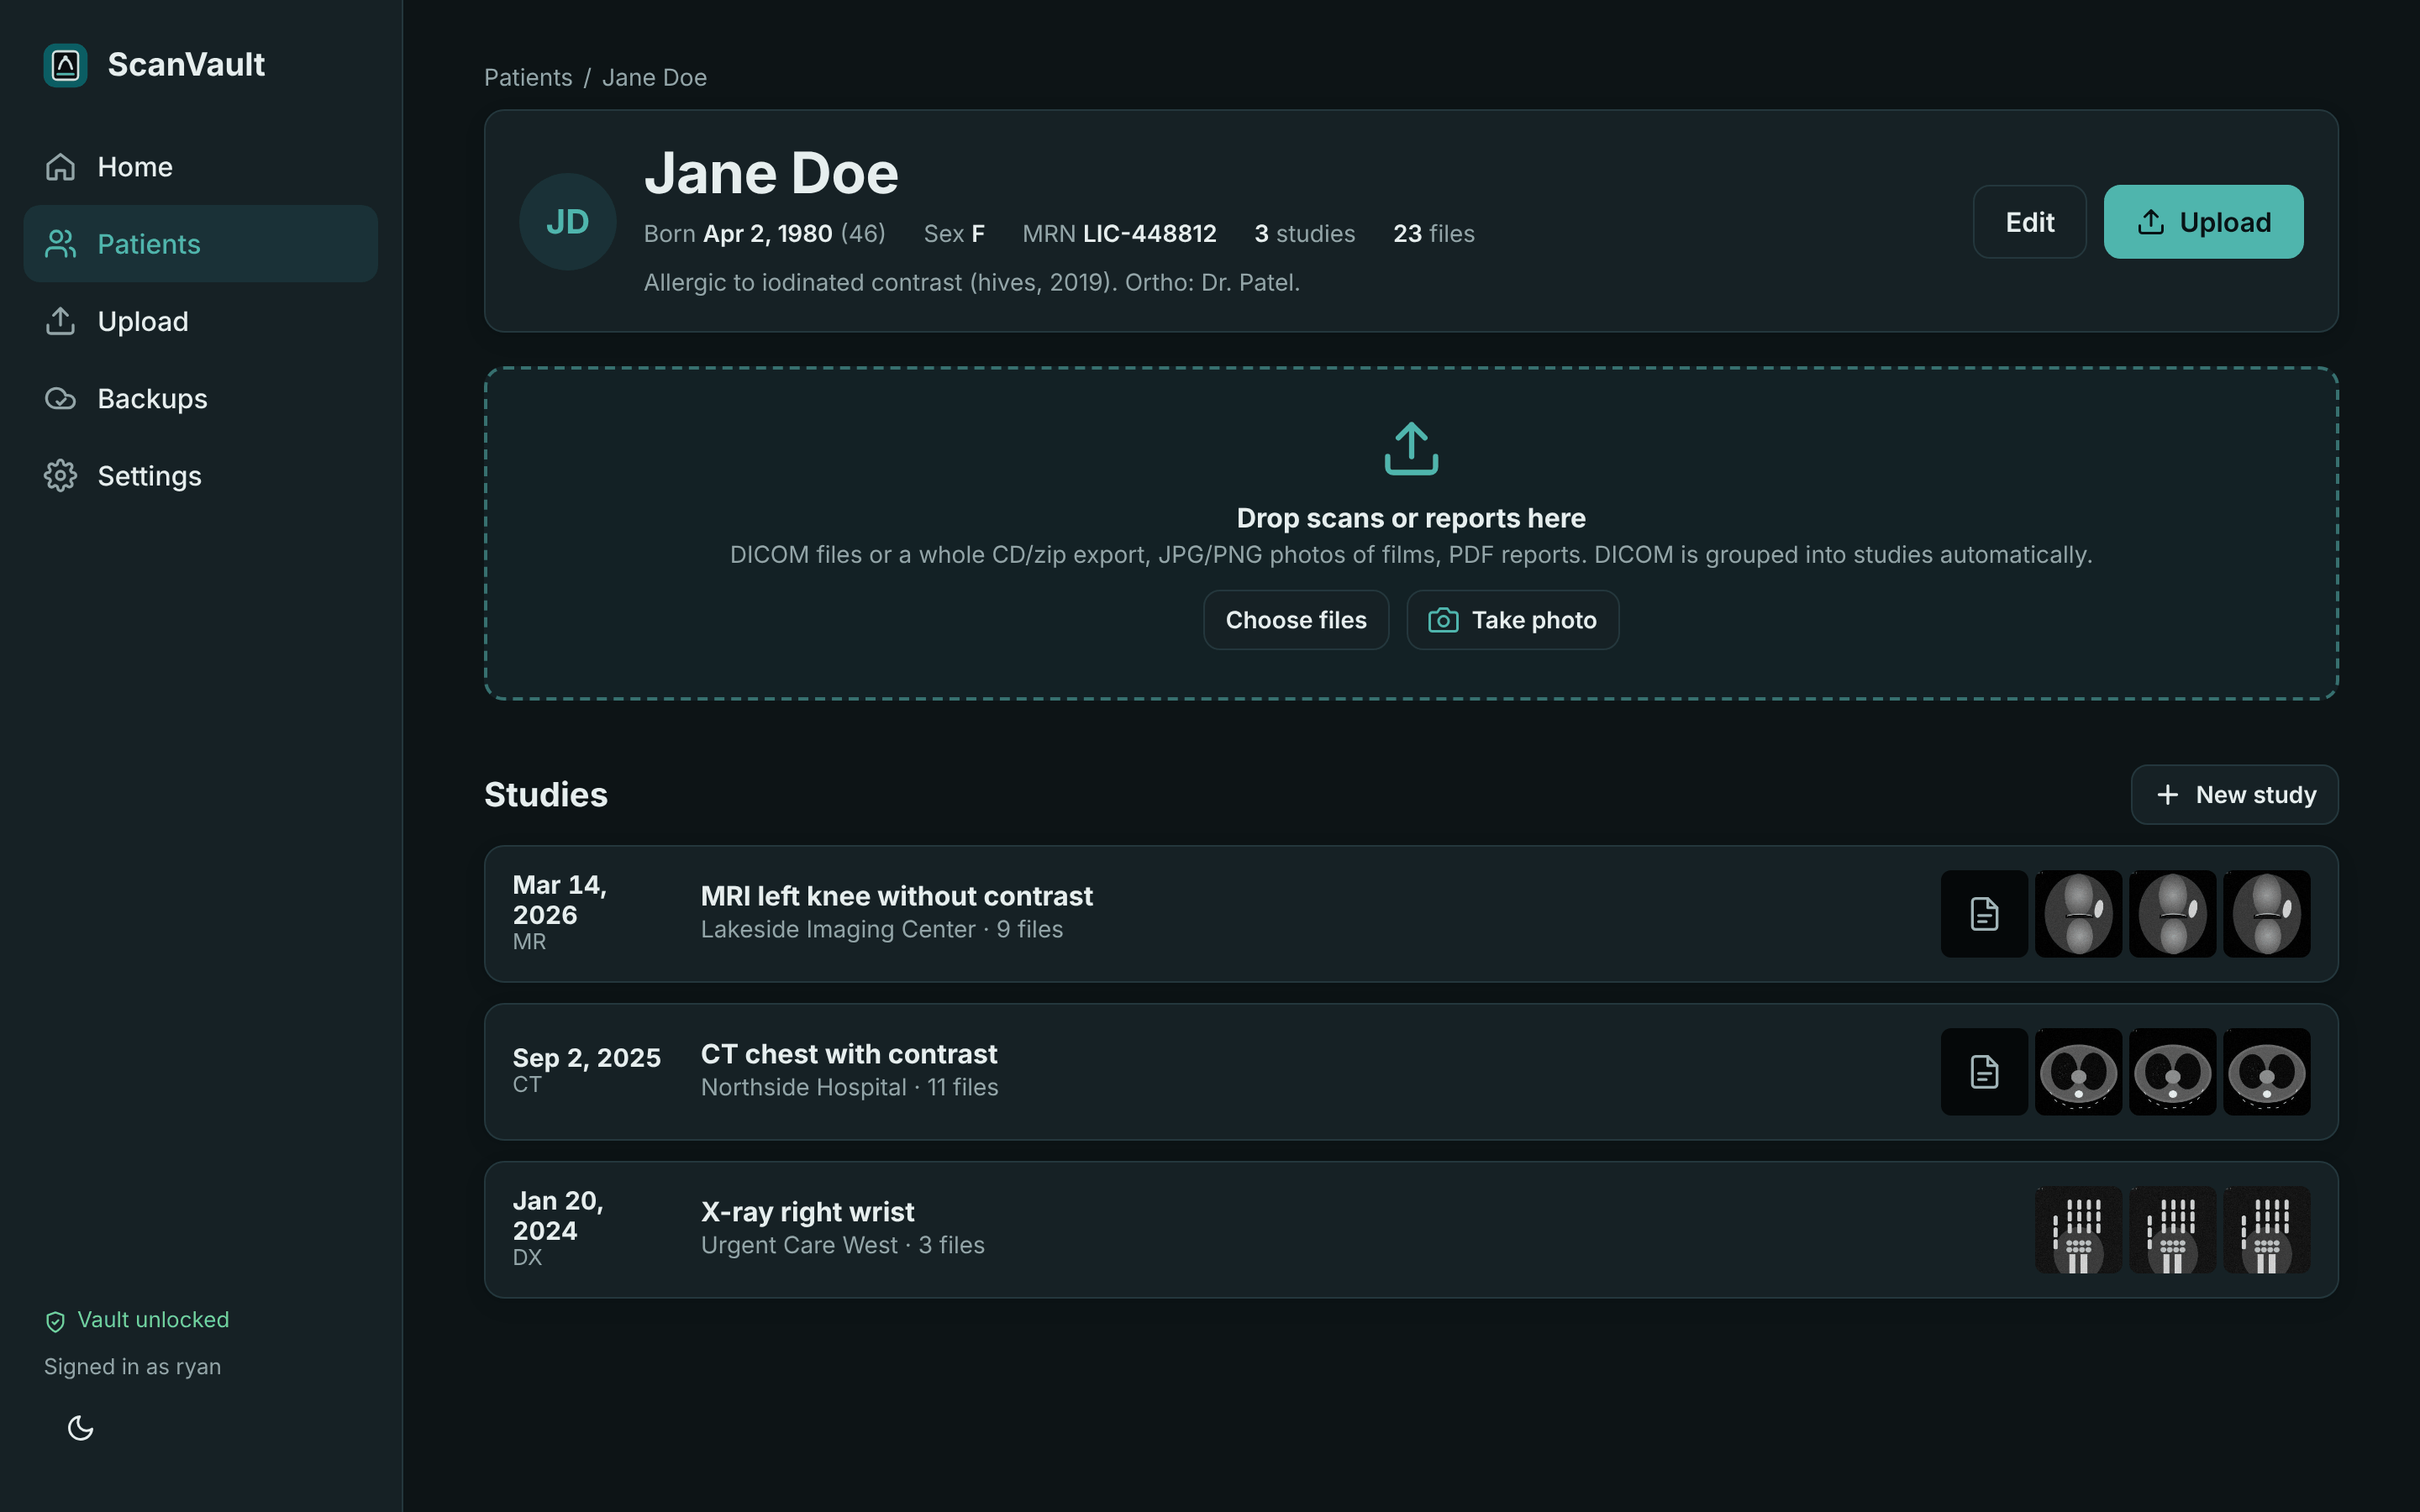 ScanVault
Home
Patients
Upload
Backups
Settings
Vault unlocked
Signed in as ryan
Patients / Jane Doe
JD
Jane Doe
Born Apr 2, 1980 (46) Sex F MRN LIC-448812 3 studies 23 files
Allergic to iodinated contrast (hives, 2019). Ortho: Dr. Patel.
Edit
Upload
Drop scans or reports here
DICOM files or a whole CD/zip export, JPG/PNG photos of films, PDF reports. DICOM is grouped into studies automatically.
Choose files
Take photo
Studies
New study
Mar 14,
2026
MR
MRI left knee without contrast
Lakeside Imaging Center · 9 files
Sep 2, 2025
CT
CT chest with contrast
Northside Hospital · 11 files
Jan 20,
2024
DX
X-ray right wrist
Urgent Care West · 3 files